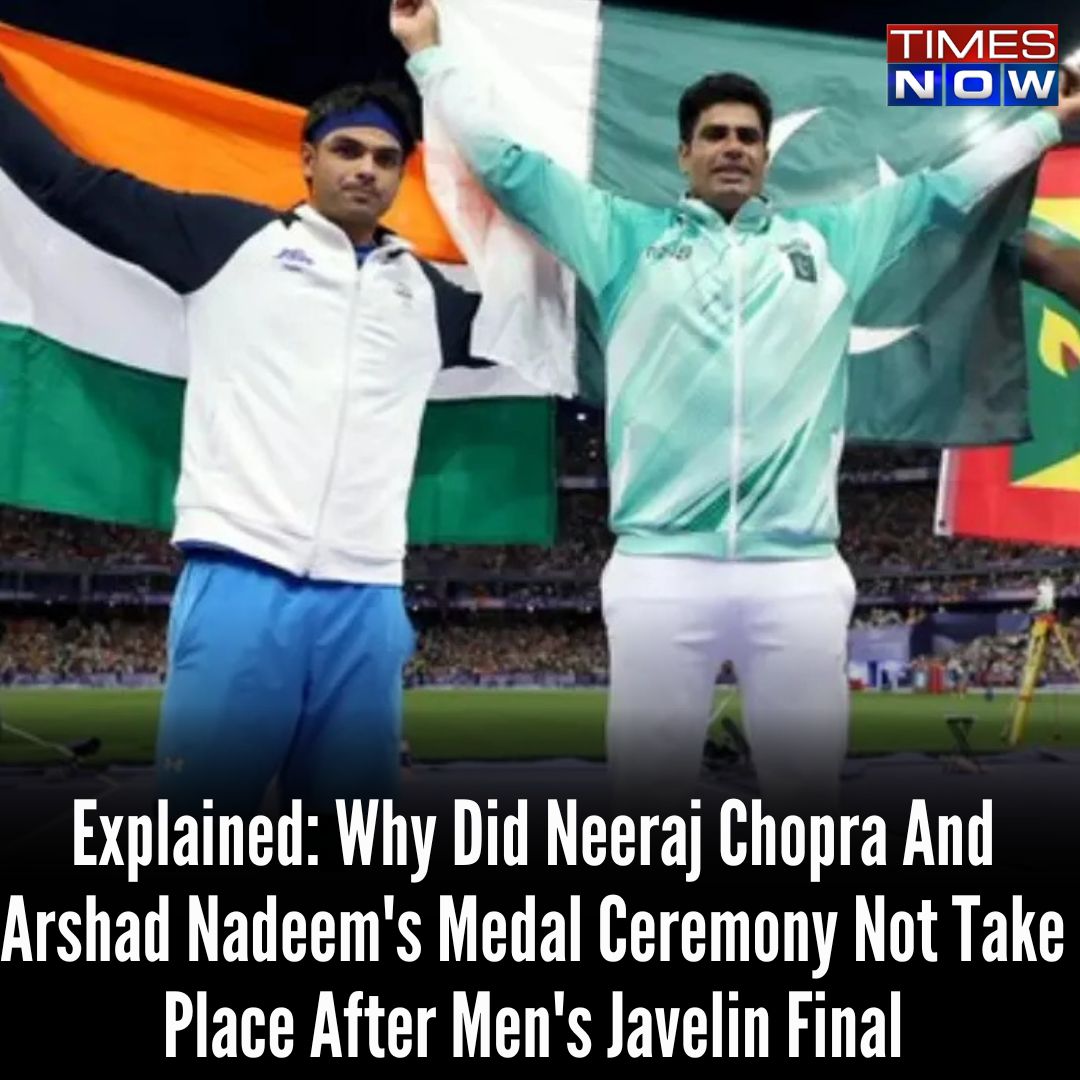 TIMES
NOW
Explained: Why Did Neeraj Chopra And
Arshad Nadeem's Medal Ceremony Not Take
Place After Men's Javelin Final